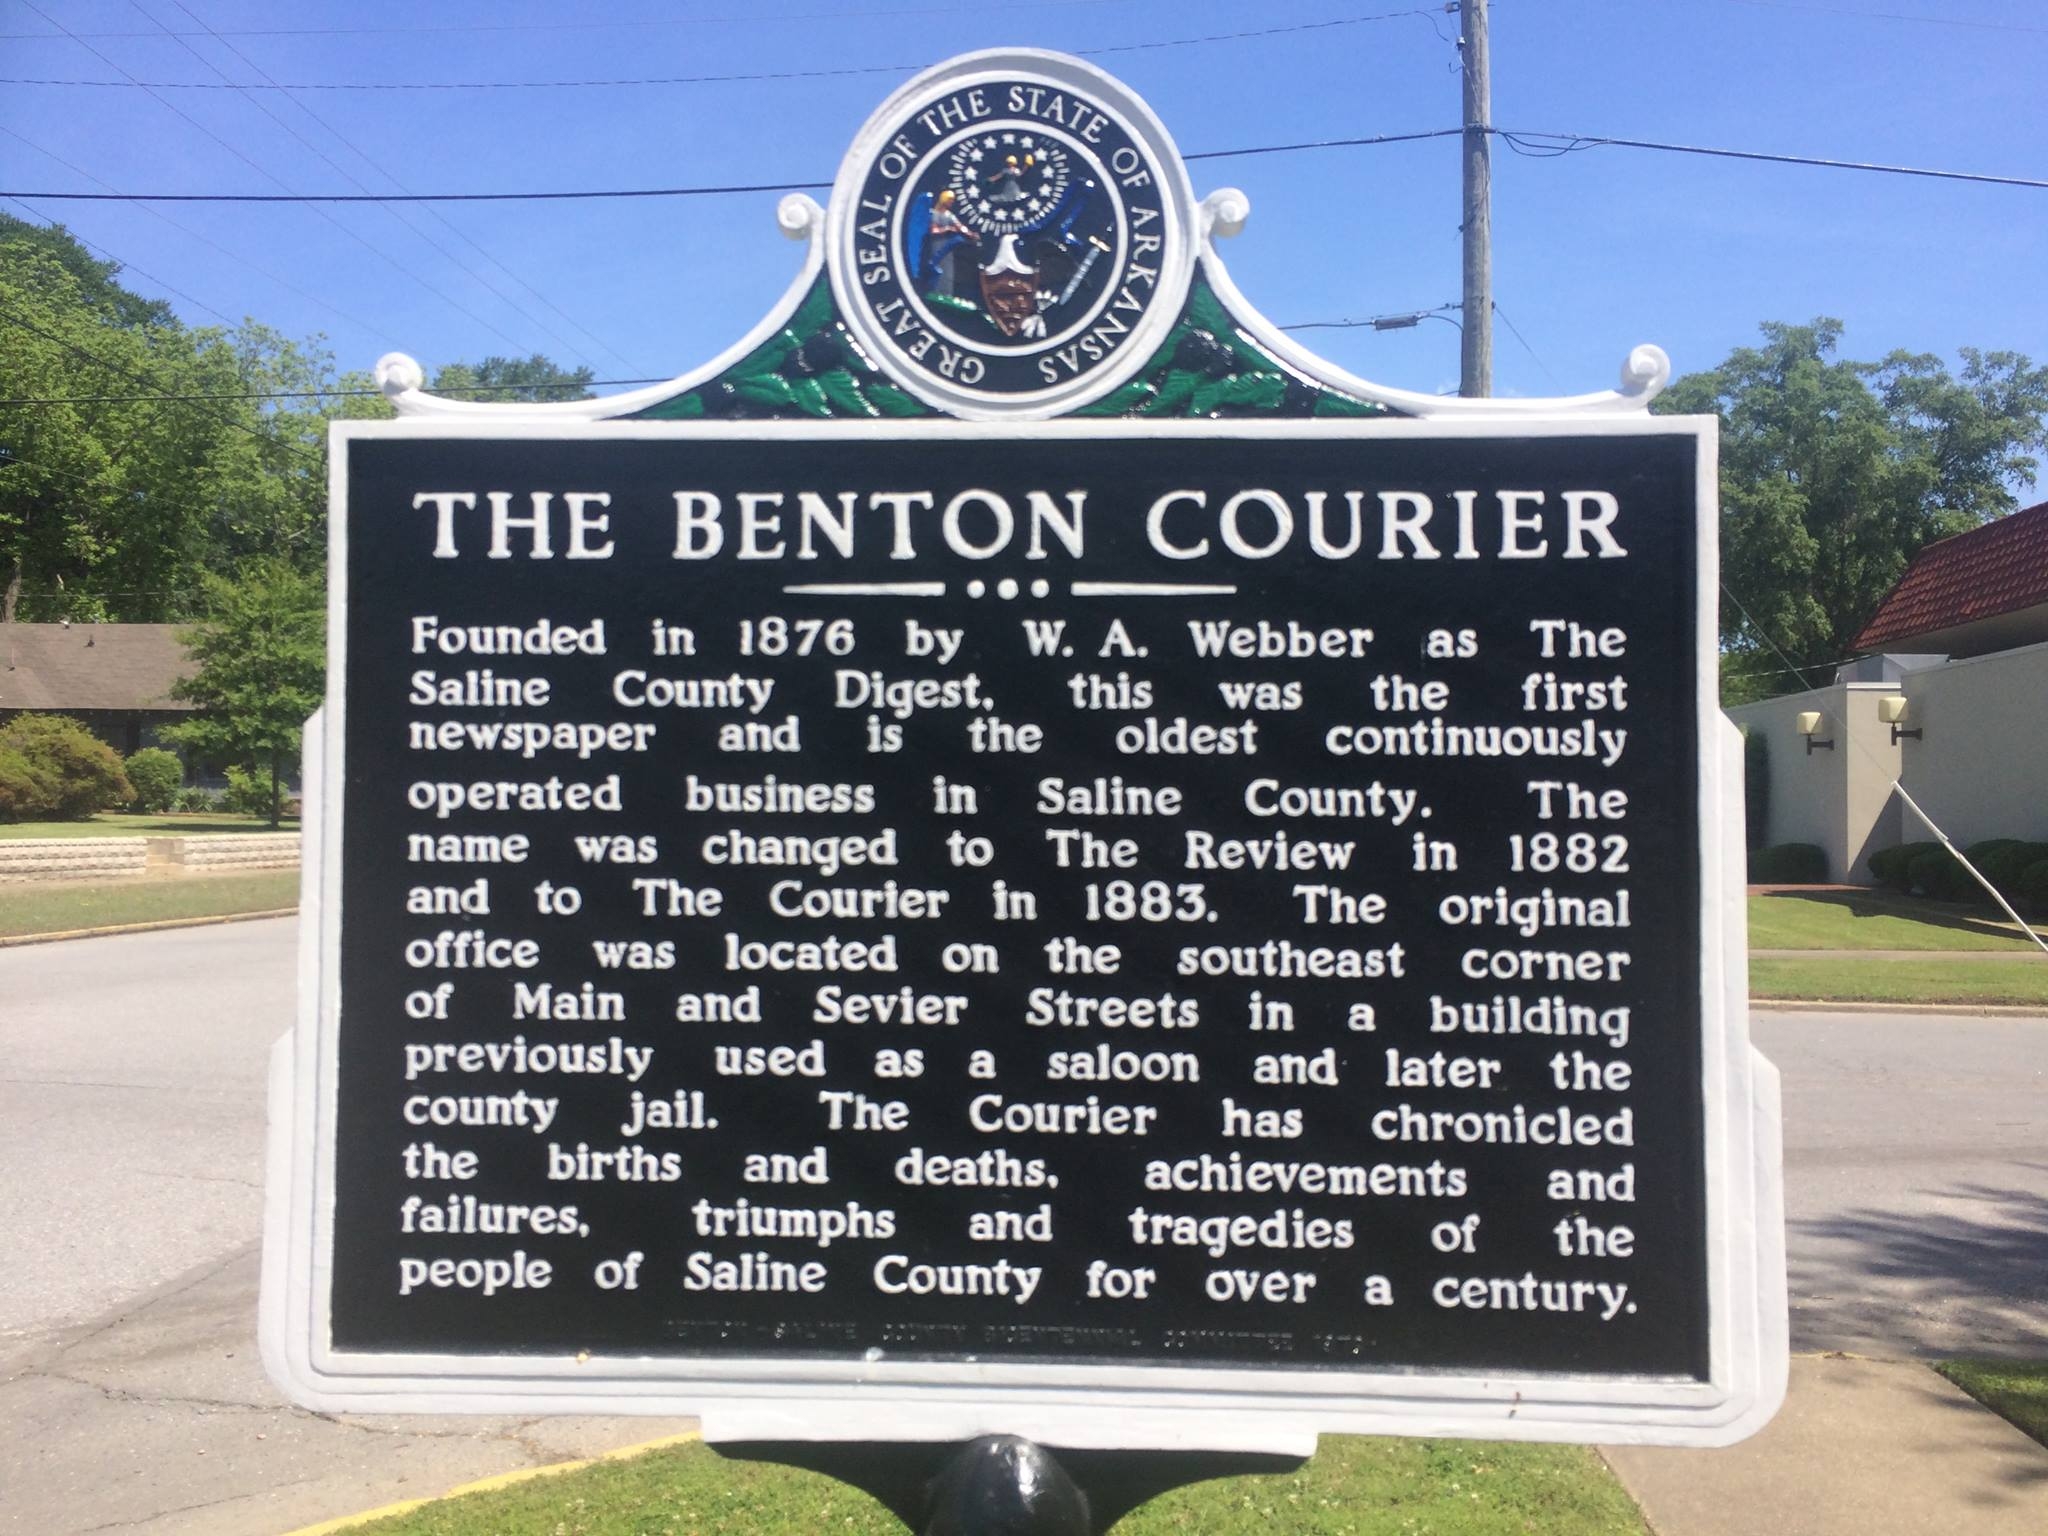 GREAT SEAL OF THE STATE OF ARKANSAS
THE BENTON COURIER
Founded in 1876 by W. A. Webber as The
Saline County Digest, this was the first
newspaper and is the oldest continuously
operated business in Saline County. The
name was changed to The Review in 1882
and to The Courier in 1883. The original
office was located on the southeast corner
of Main and Sevier Streets in a building
previously used as a saloon and later the
county jail. The Courier has chronicled
the births and deaths, achievements and
failures, triumphs and tragedies of the
people of Saline County for over a century.
BENTON-SALINE COUNTY BICENTENNIAL COMMITTEE